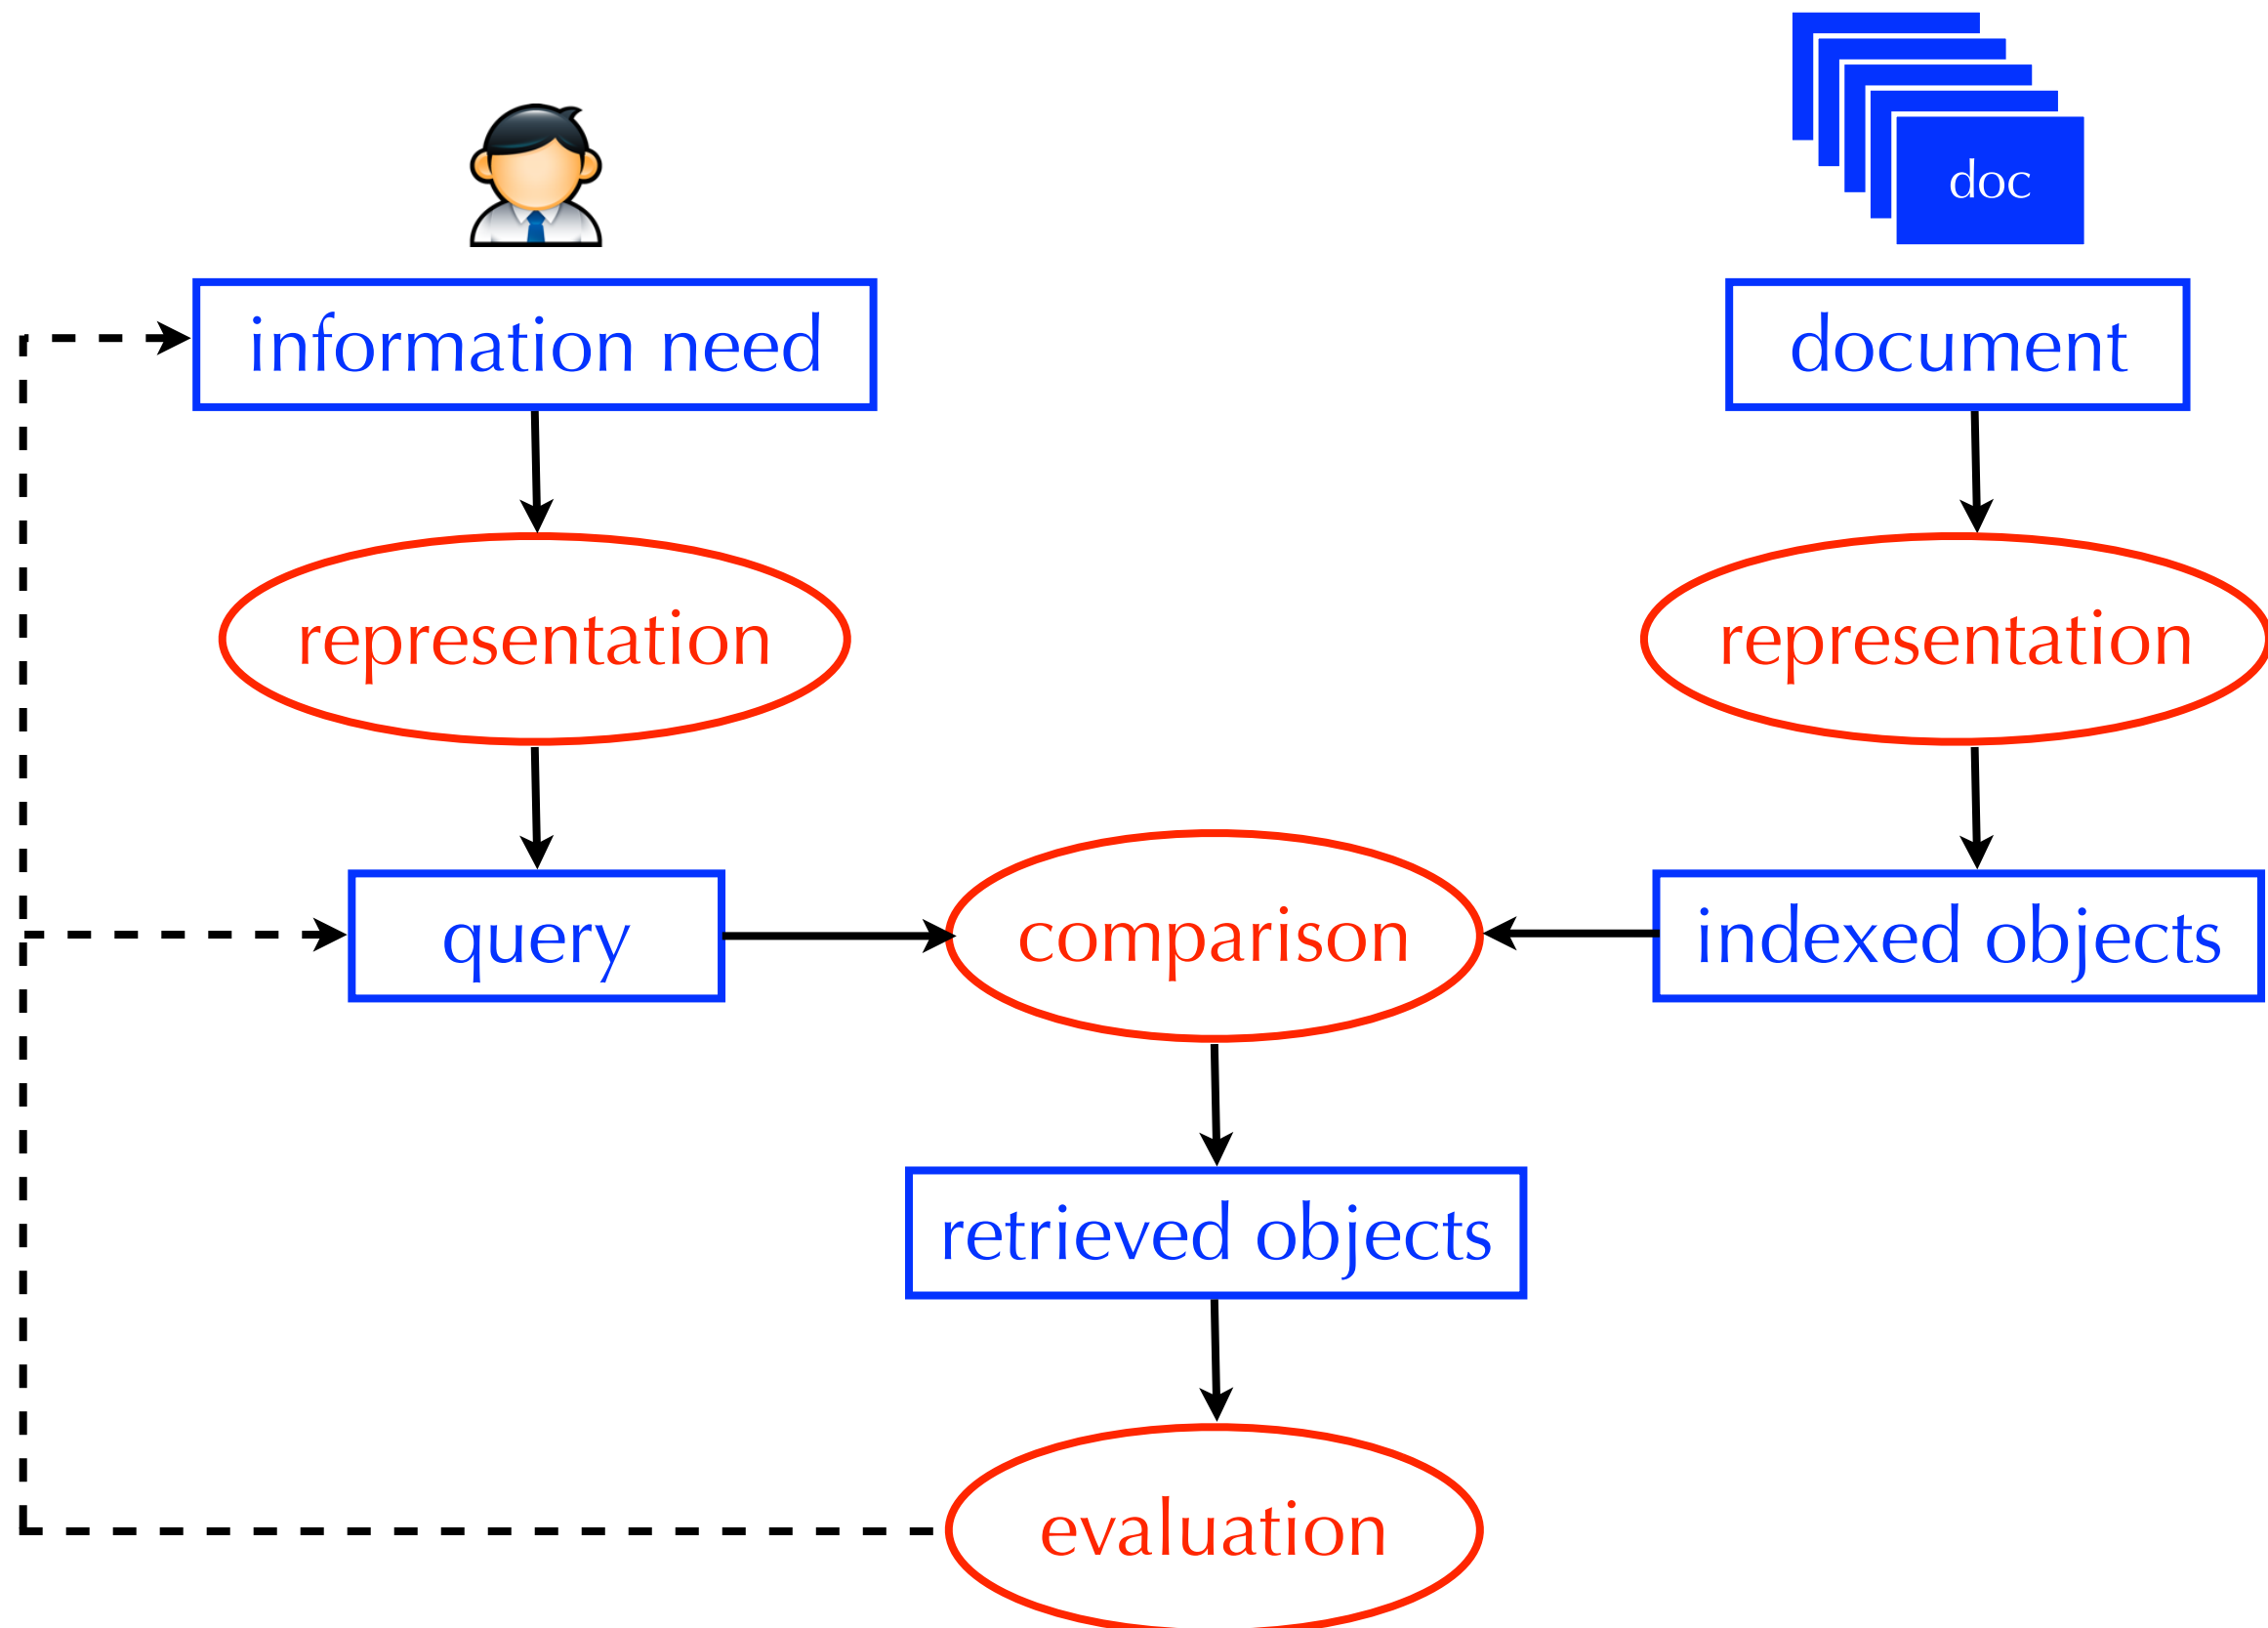 doc
information need
document
representation
representation
query
comparison
indexed objects
retrieved objects
evaluation